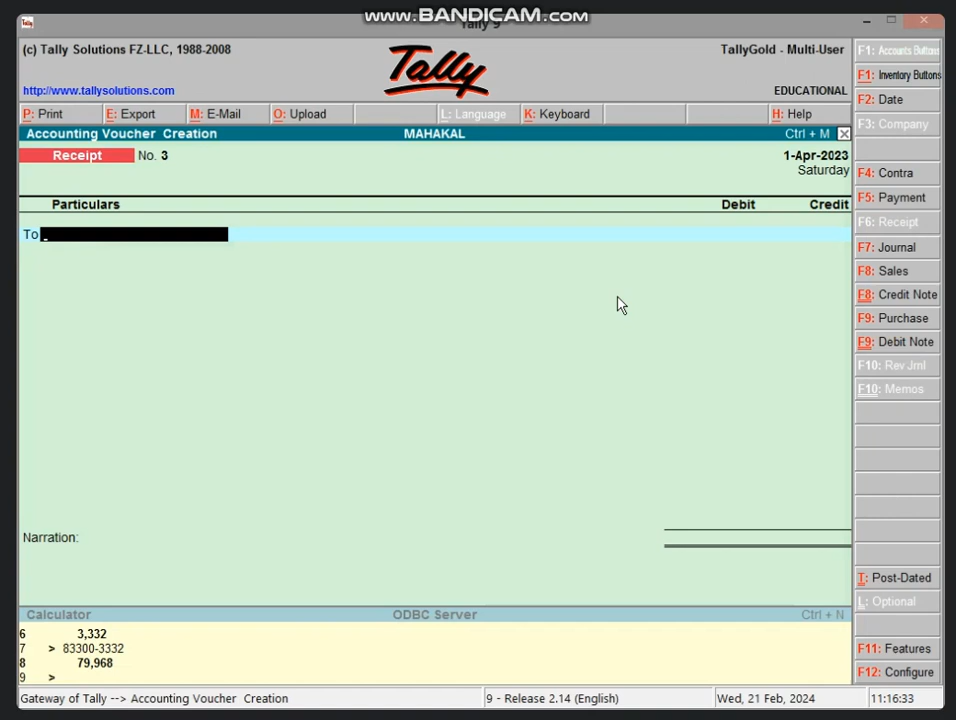 www.BANDICAM.com
Tally 9
(c) Tally Solutions FZ-LLC, 1988-2008
Tally
TallyGold - Multi-User
http://www.tallysolutions.com
EDUCATIONAL
P: Print E: Export M: E-Mail O: Upload L: Language K: Keyboard H: Help
Accounting Voucher Creation MAHAKAL Ctrl + M
Receipt No. 3 1-Apr-2023
Saturday
Particulars Debit Credit
To
Narration:
Calculator ODBC Server Ctrl + N
6 3,332
7 > 83300-3332
8 79,968
9 >
Gateway of Tally --> Accounting Voucher Creation 9 - Release 2.14 (English) Wed, 21 Feb, 2024 11:16:33
F1: Accounts Buttons
F1: Inventory Buttons
F2: Date
F3: Company
F4: Contra
F5: Payment
F6: Receipt
F7: Journal
F8: Sales
F8: Credit Note
F9: Purchase
F9: Debit Note
F10: Rev Jrnl
F10: Memos
T: Post-Dated
L: Optional
F11: Features
F12: Configure